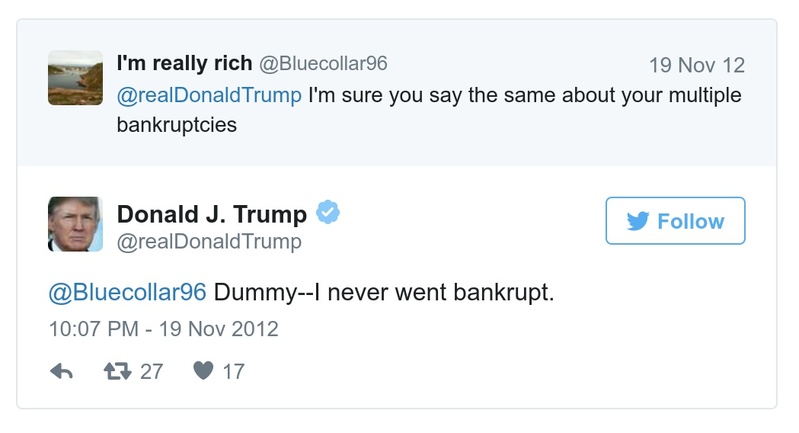 I'm really rich @Bluecollar96 19 Nov 12
@realDonaldTrump I'm sure you say the same about your multiple
bankruptcies
Donald J. Trump
@realDonaldTrump
Follow
@Bluecollar96 Dummy--I never went bankrupt.
10:07 PM - 19 Nov 2012
27 17